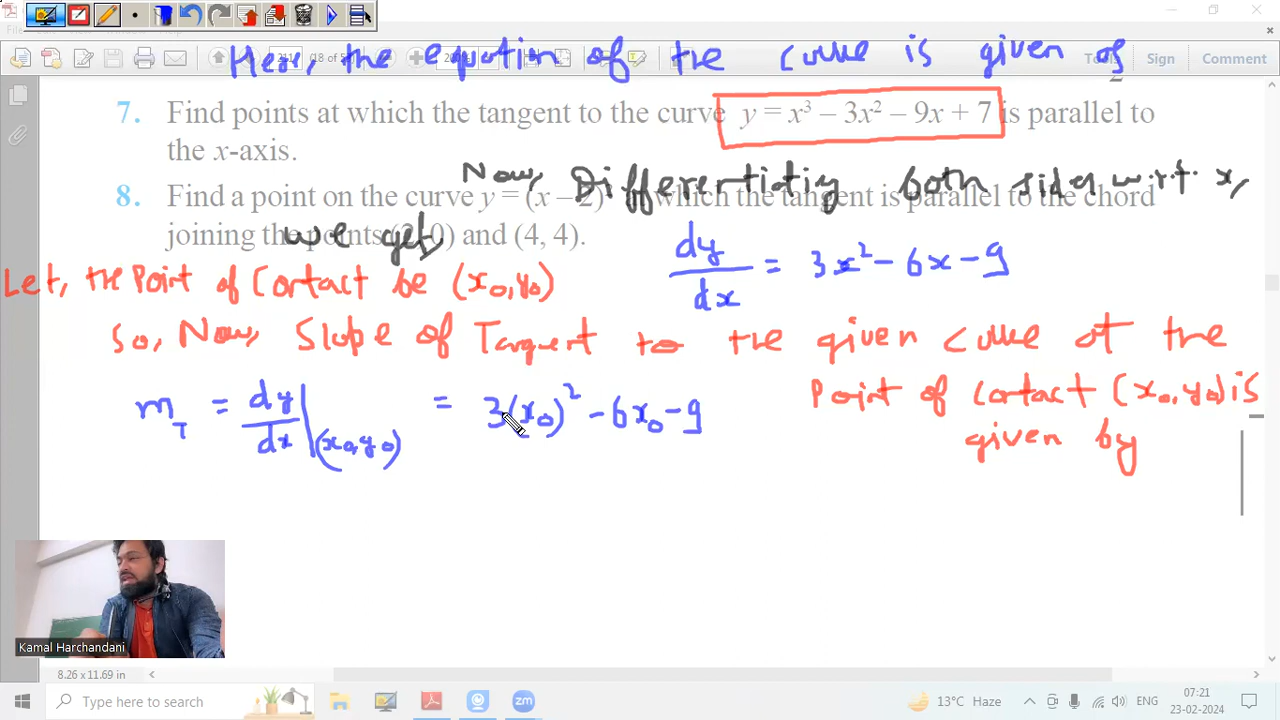 Here, the equation of the curve is given of
Sign
Comment
7. Find points at which the tangent to the curve y = x³ – 3x² – 9x + 7 is parallel to
the x-axis.
Now, Differentiating both sides w.r.t. x,
8. Find a point on the curve y = (x – 2)² at which the tangent is parallel to the chord
joining the points (2, 0) and (4, 4).
we get,
dy/dx = 3x² - 6x - 9
Let, the Point of Contact be (x₀,y₀)
So, Now, Slope of Tangent to the given curve at the
Point of contact (x₀,y₀) is
given by
m_T = dy/dx|(x₀,y₀) = 3(x₀)² - 6x₀ - 9
Kamal Harchandani
8.26 x 11.69 in
Type here to search
13°C Haze
ENG
07:21
23-02-2024